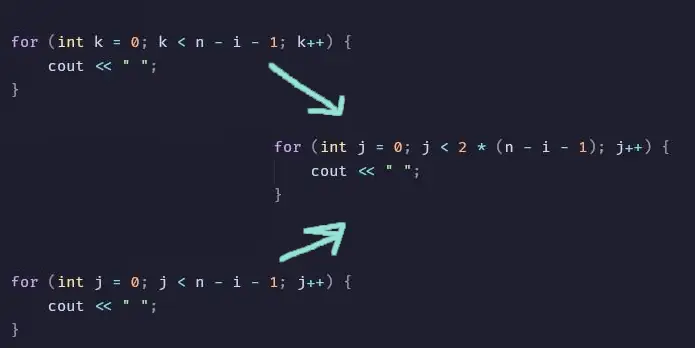 for (int k = 0; k < n - i - 1; k++) {
    cout << " ";
}
for (int j = 0; j < 2 * (n - i - 1); j++) {
    cout << " ";
}
for (int j = 0; j < n - i - 1; j++) {
    cout << " ";
}